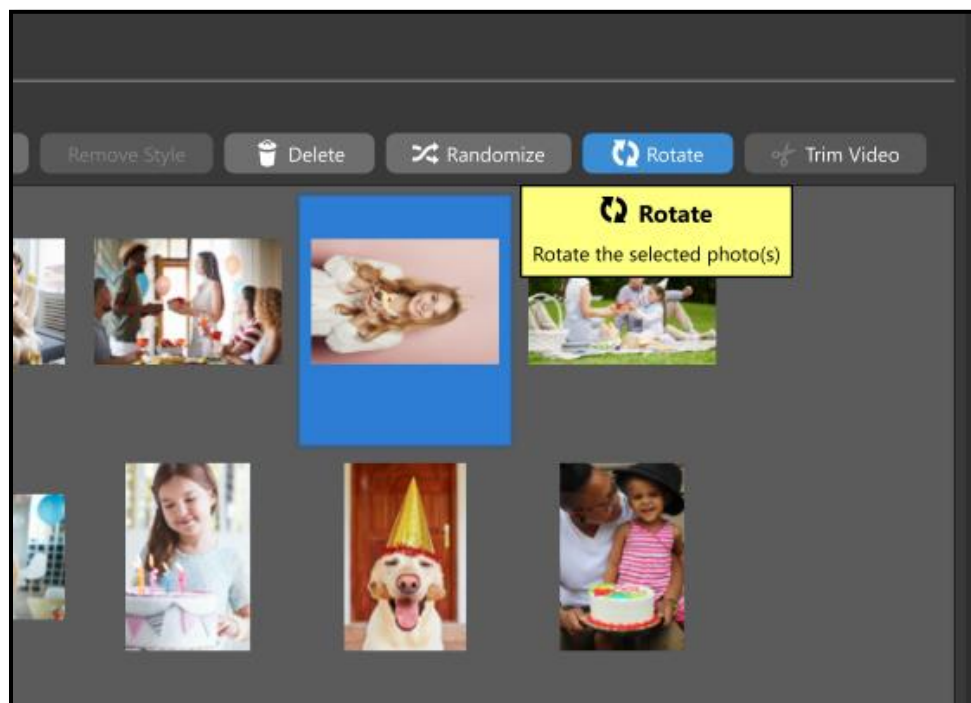 Remove Style
Delete
Randomize
Rotate
Trim Video
Rotate
Rotate the selected photo(s)